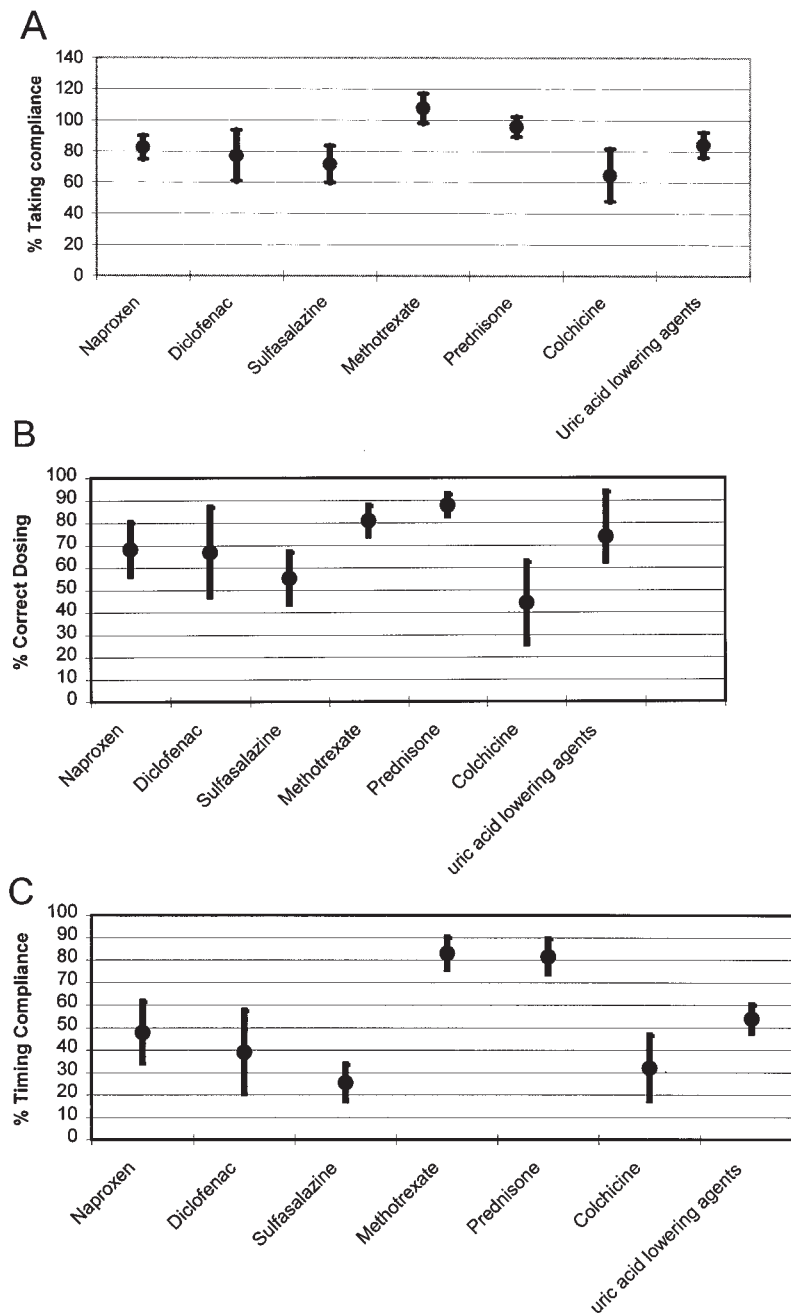 A
% Taking compliance
140
120
100
80
60
40
20
0
Naproxen
Diclofenac
Sulfasalazine
Methotrexate
Prednisone
Colchicine
Uric acid lowering agents
B
% Correct Dosing
100
90
80
70
60
50
40
30
20
10
0
Naproxen
Diclofenac
Sulfasalazine
Methotrexate
Prednisone
Colchicine
uric acid lowering agents
C
% Timing Compliance
100
90
80
70
60
50
40
30
20
10
0
Naproxen
Diclofenac
Sulfasalazine
Methotrexate
Prednisone
Colchicine
uric acid lowering agents